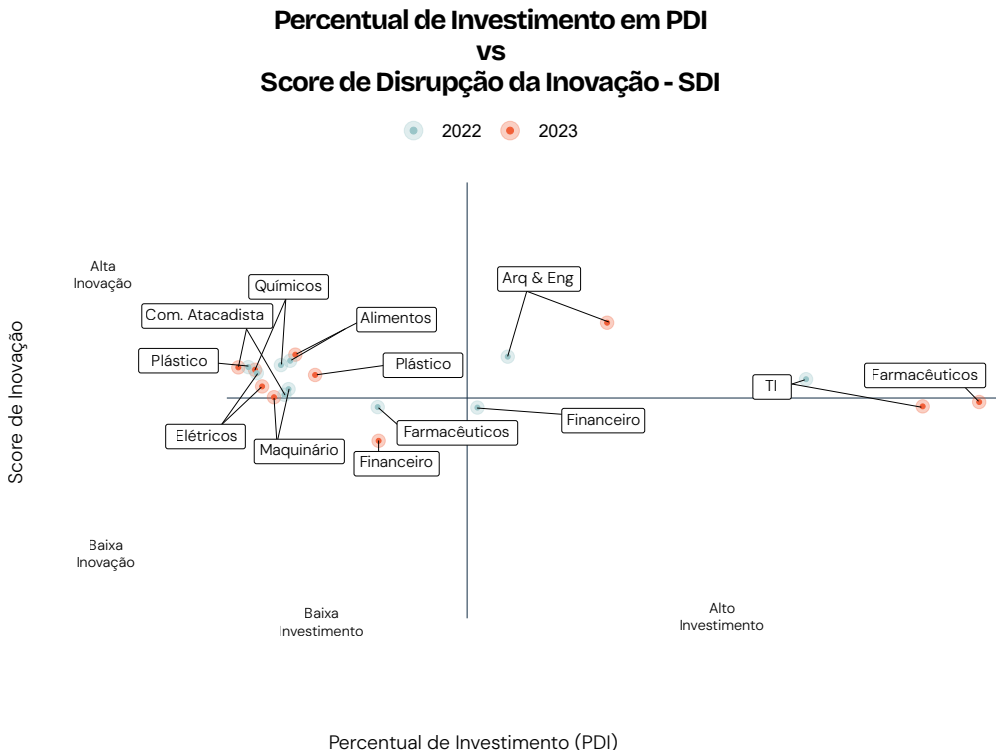 Percentual de Investimento em PDI
vs
Score de Disrupção da Inovação - SDI
2022
2023
Alta
Inovação
Químicos
Arq & Eng
Com. Atacadista
Alimentos
Plástico
Plástico
TI
Farmacêuticos
Financeiro
Elétricos
Farmacêuticos
Maquinário
Financeiro
Score de Inovação
Baixa
Inovação
Baixa
Investimento
Alto
Investimento
Percentual de Investimento (PDI)